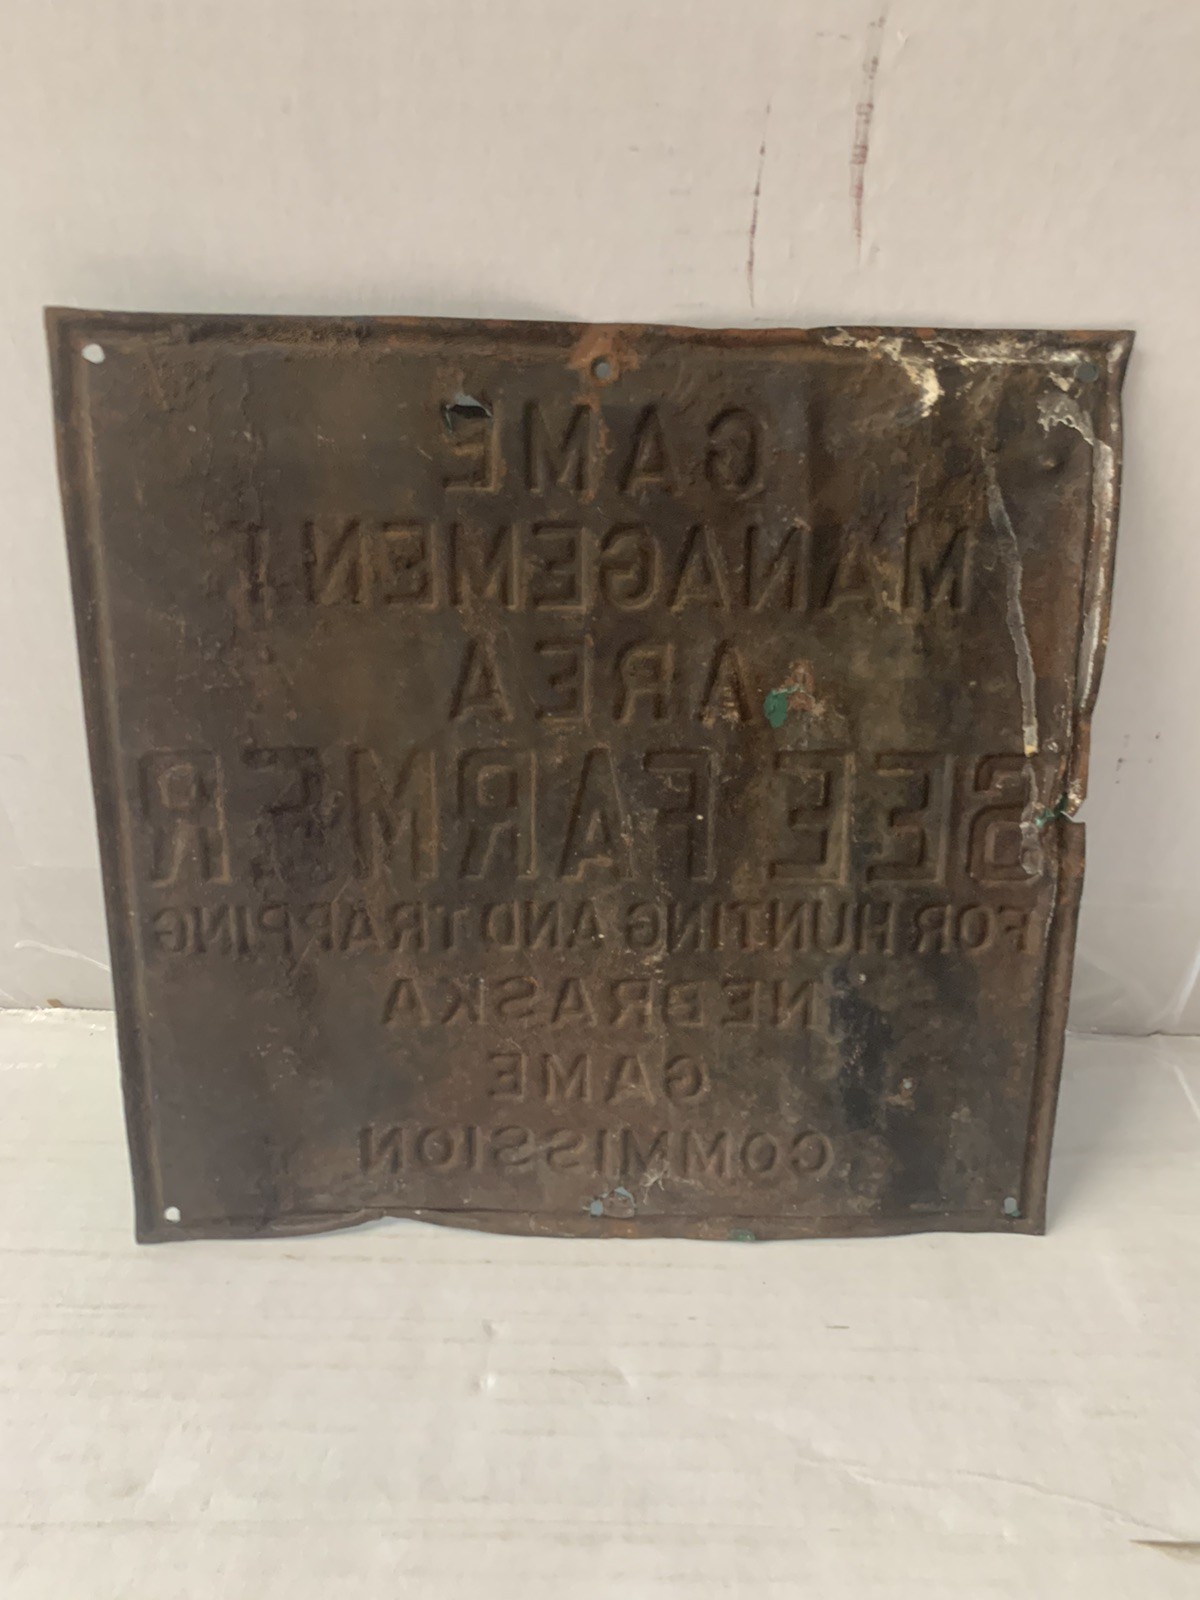 GAME
MANAGEMENT
AREA
SEE FARMER
FOR HUNTING AND TRAPPING
NEBRASKA
GAME
COMMISSION